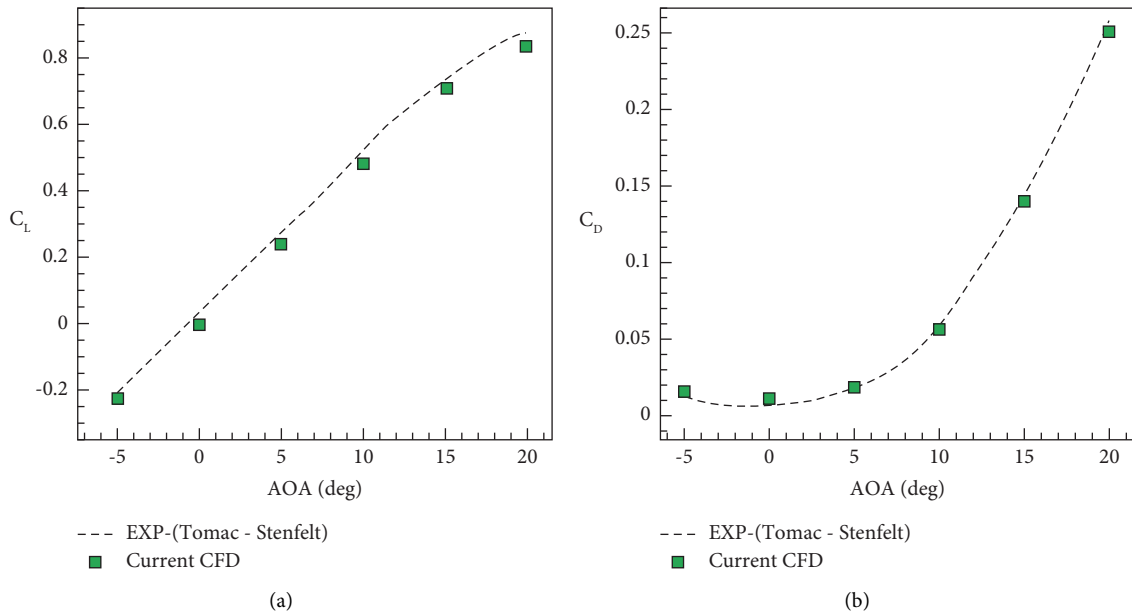 0.8
0.6
0.4
C_L
0.2
0
-0.2
-5 0 5 10 15 20
AOA (deg)
EXP-(Tomac - Stenfelt)
Current CFD
(a)
0.25
0.2
0.15
C_D
0.1
0.05
0
-5 0 5 10 15 20
AOA (deg)
EXP-(Tomac - Stenfelt)
Current CFD
(b)